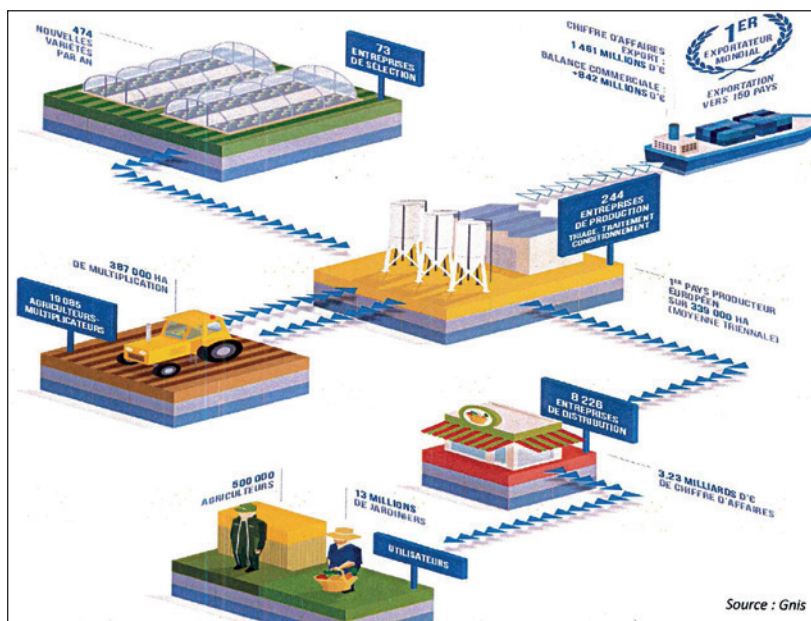 474
NOUVELLES
VARIÉTÉS
PAR AN
73
ENTREPRISES
DE SÉLECTION
CHIFFRE D'AFFAIRES
EXPORT :
1 461 MILLIONS D'€
BALANCE COMMERCIALE :
+842 MILLIONS D'€
1ER
EXPORTATEUR
MONDIAL
EXPORTATION
VERS 150 PAYS
244
ENTREPRISES
DE PRODUCTION
TRIAGE, TRAITEMENT
CONDITIONNEMENT
387 000 HA
DE MULTIPLICATION
19 085
AGRICULTEURS-
MULTIPLICATEURS
1ER PAYS PRODUCTEUR
EUROPÉEN
SUR 339 000 HA
(MOYENNE TRIENNALE)
8 226
ENTREPRISES
DE DISTRIBUTION
3,23 MILLIARDS D'€
DE CHIFFRE D'AFFAIRES
500 000
AGRICULTEURS
13 MILLIONS
DE JARDINIERS
UTILISATEURS
Source : Gnis